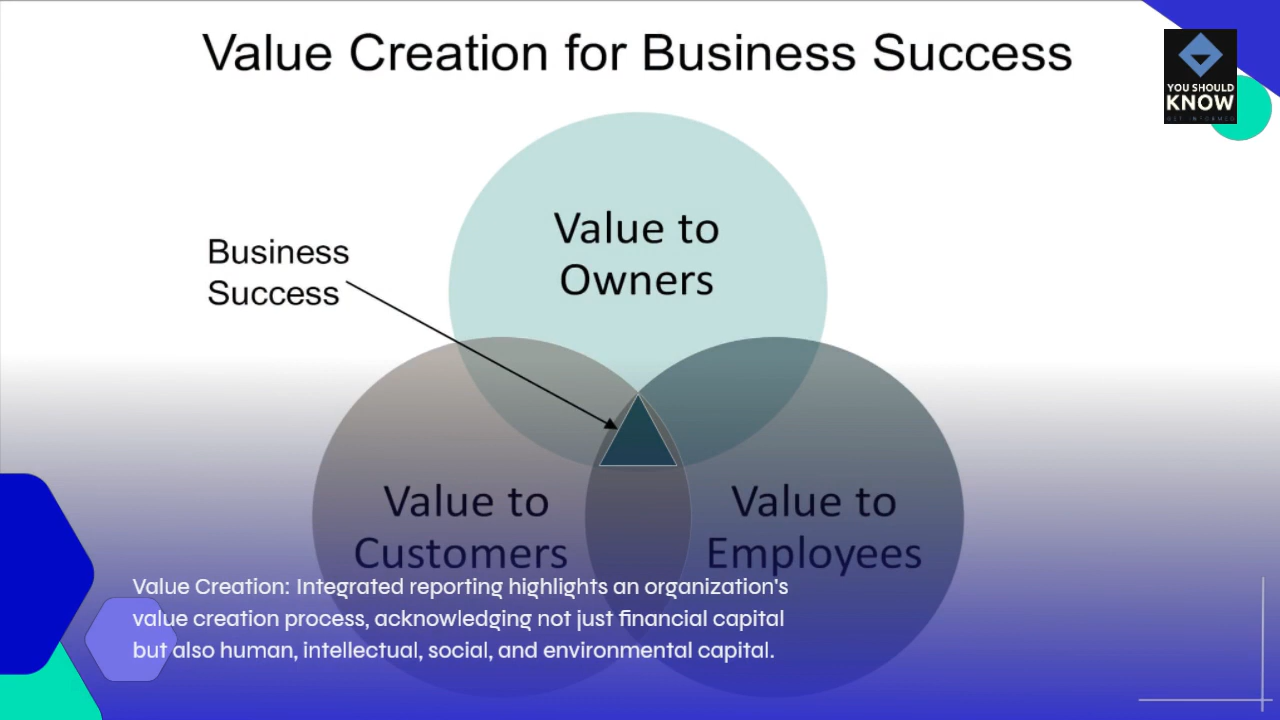 Value Creation for Business Success
YOU SHOULD
KNOW
GET INFORMED
Value to
Owners
Business
Success
Value to
Customers
Value to
Employees
Value Creation: Integrated reporting highlights an organization's
value creation process, acknowledging not just financial capital
but also human, intellectual, social, and environmental capital.